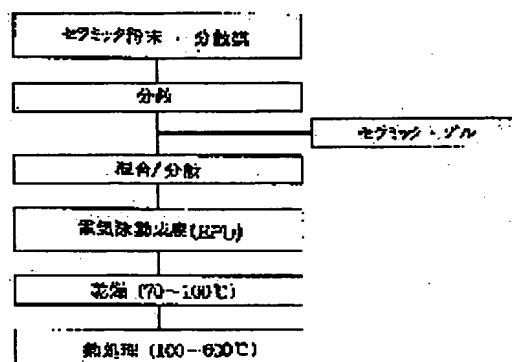 セラミック粉末・分散媒
分散
セラミック・ゾル
混合/分散
電気泳動成膜(EPD)
乾燥 (70~100℃)
熱処理 (100~600℃)